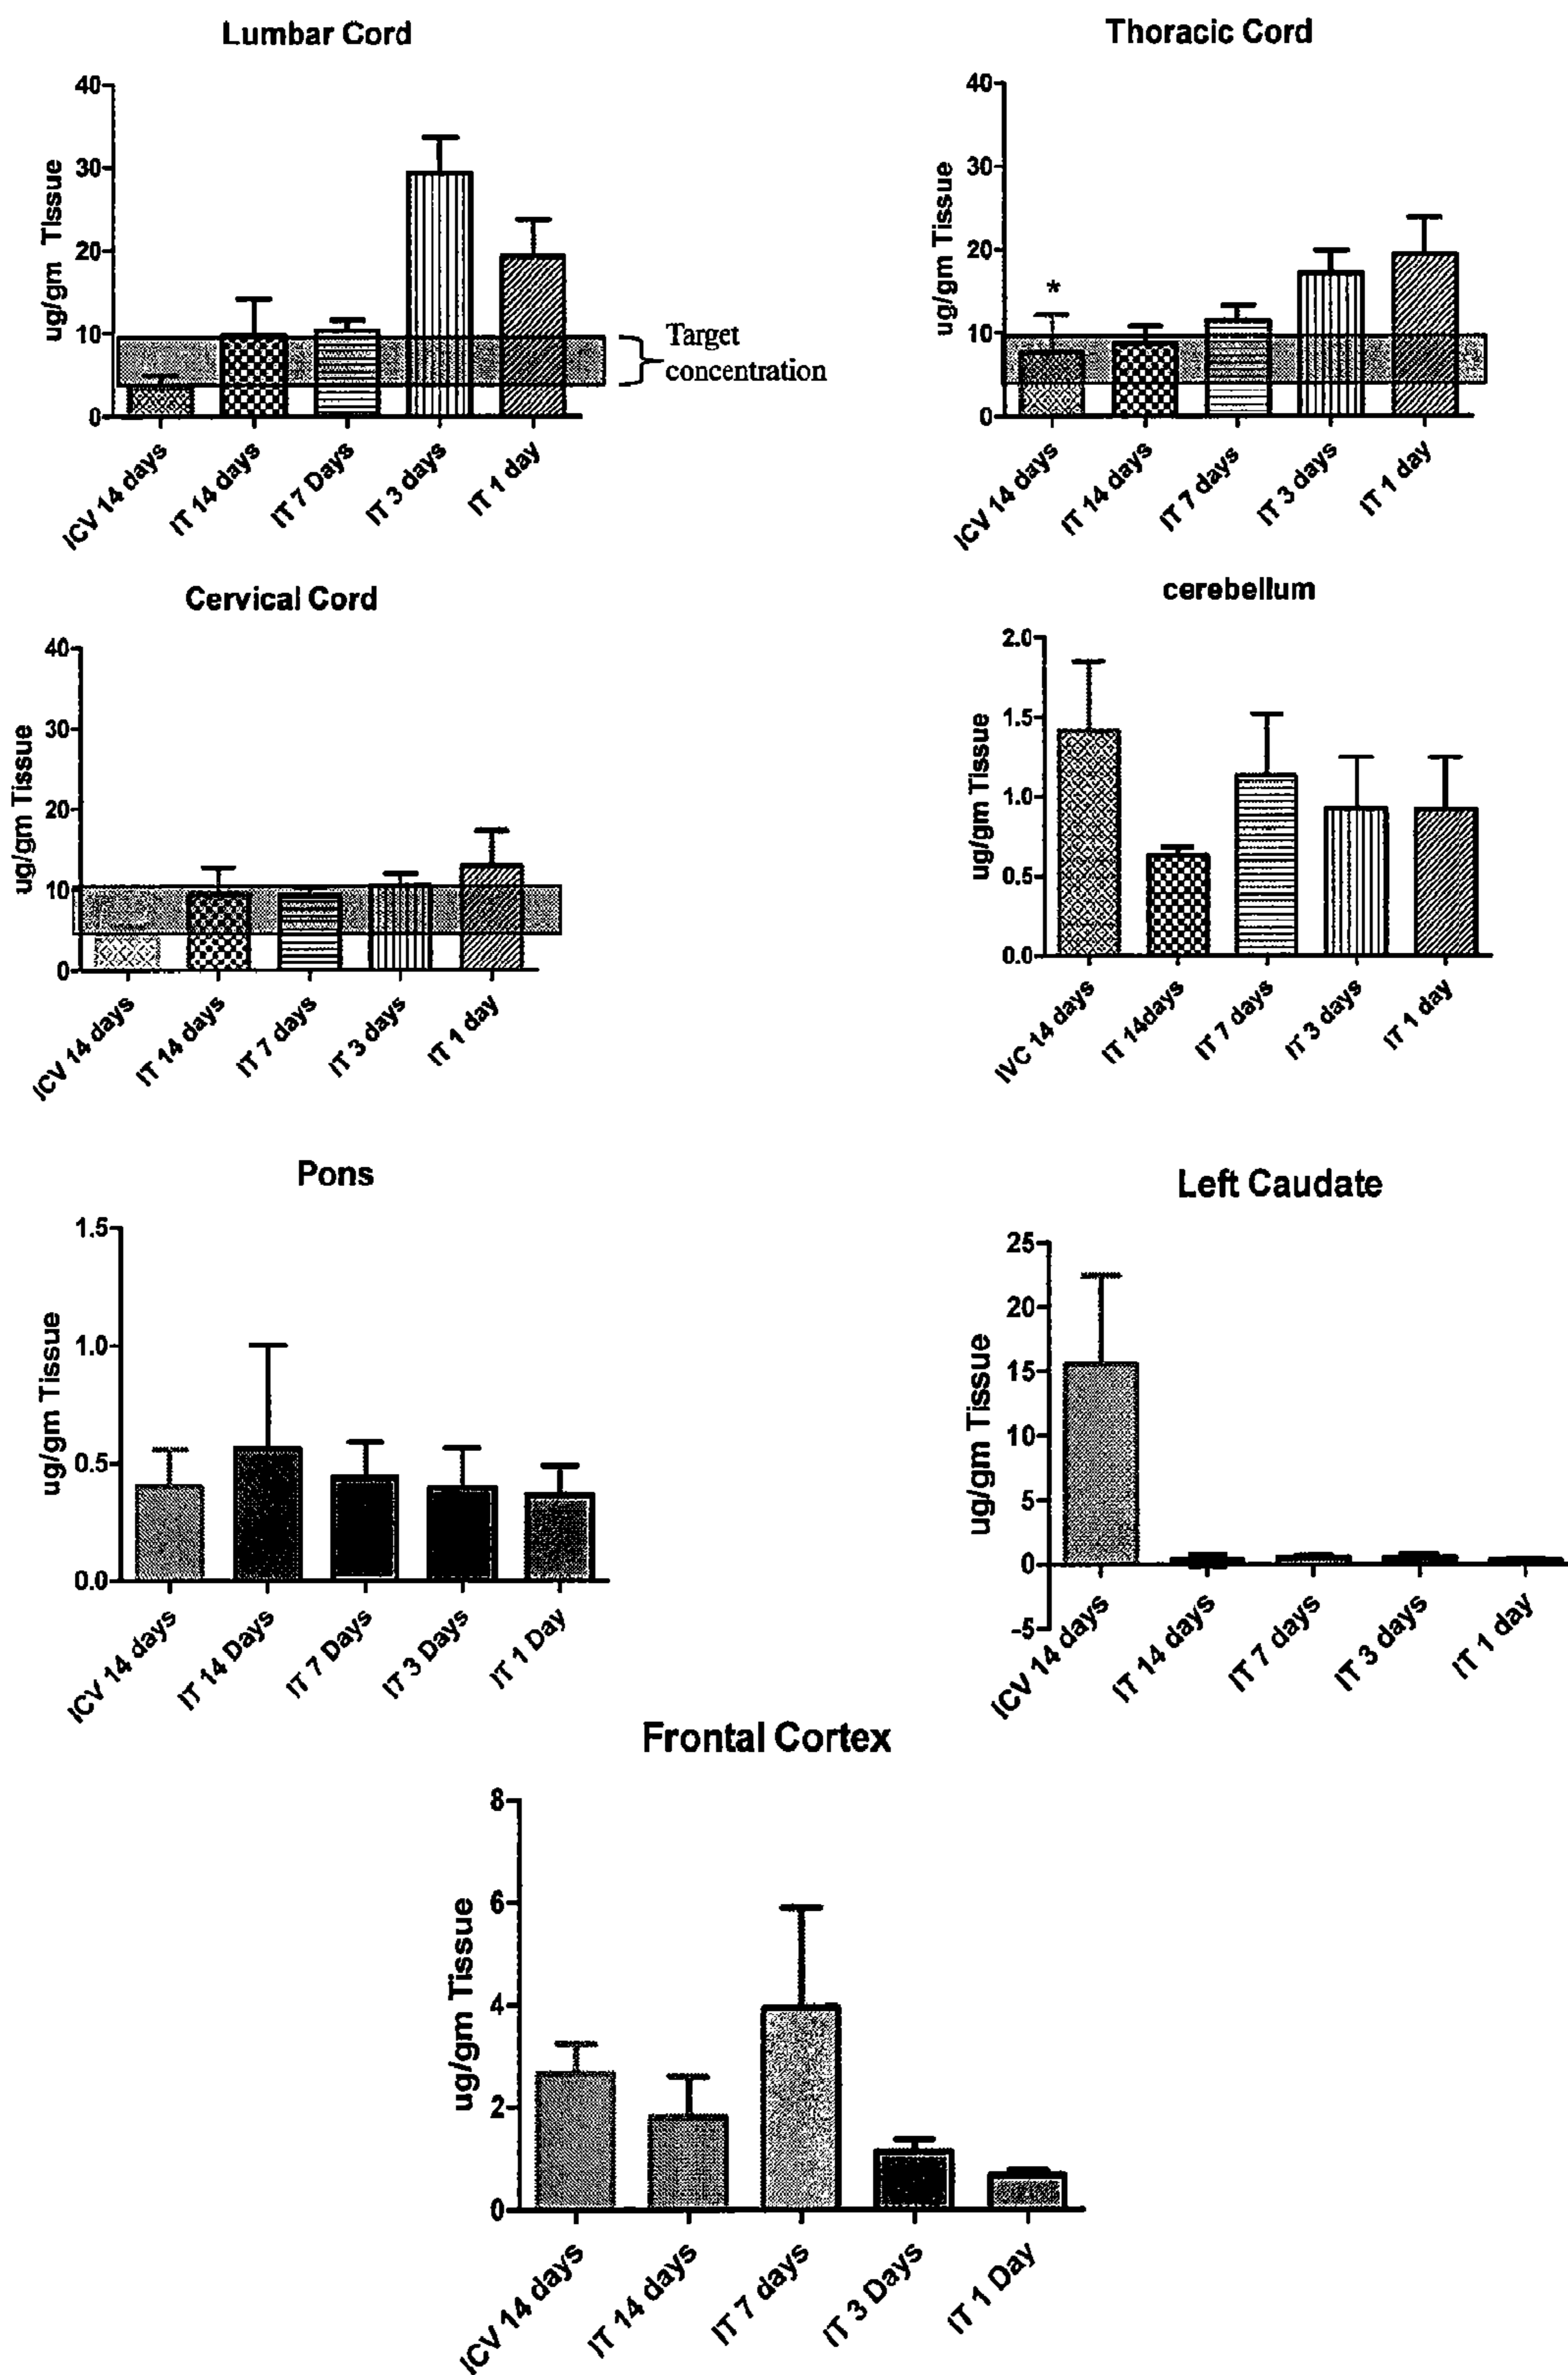 Lumbar Cord
40
30
20
10
0
ug/gm Tissue
Target
concentration
ICV 14 days
IT 14 days
IT 7 Days
IT 3 days
IT 1 day
Thoracic Cord
40
30
20
10
0
ug/gm Tissue
*
ICV 14 days
IT 14 days
IT 7 days
IT 3 days
IT 1 day
Cervical Cord
40
30
20
10
0
ug/gm Tissue
ICV 14 days
IT 14 days
IT 7 days
IT 3 days
IT 1 day
cerebellum
2.0
1.5
1.0
0.5
0.0
ug/gm Tissue
IVC 14 days
IT 14days
IT 7 days
IT 3 days
IT 1 day
Pons
1.5
1.0
0.5
0.0
ug/gm Tissue
ICV 14 days
IT 14 Days
IT 7 Days
IT 3 Days
IT 1 Day
Left Caudate
25
20
15
10
5
0
-5
ug/gm Tissue
ICV 14 days
IT 14 days
IT 7 days
IT 3 days
IT 1 day
Frontal Cortex
8
6
4
2
0
ug/gm Tissue
ICV 14 days
IT 14 days
IT 7 days
IT 3 Days
IT 1 Day